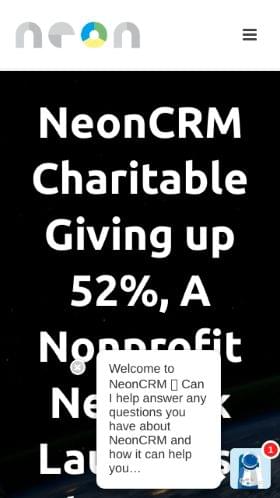 neon
NeonCRM
Charitable
Giving up
52%, A
Nonprofit
Welcome to
NeonCRM Can
I help answer any
questions you
have about
NeonCRM and
how it can help
you...
1